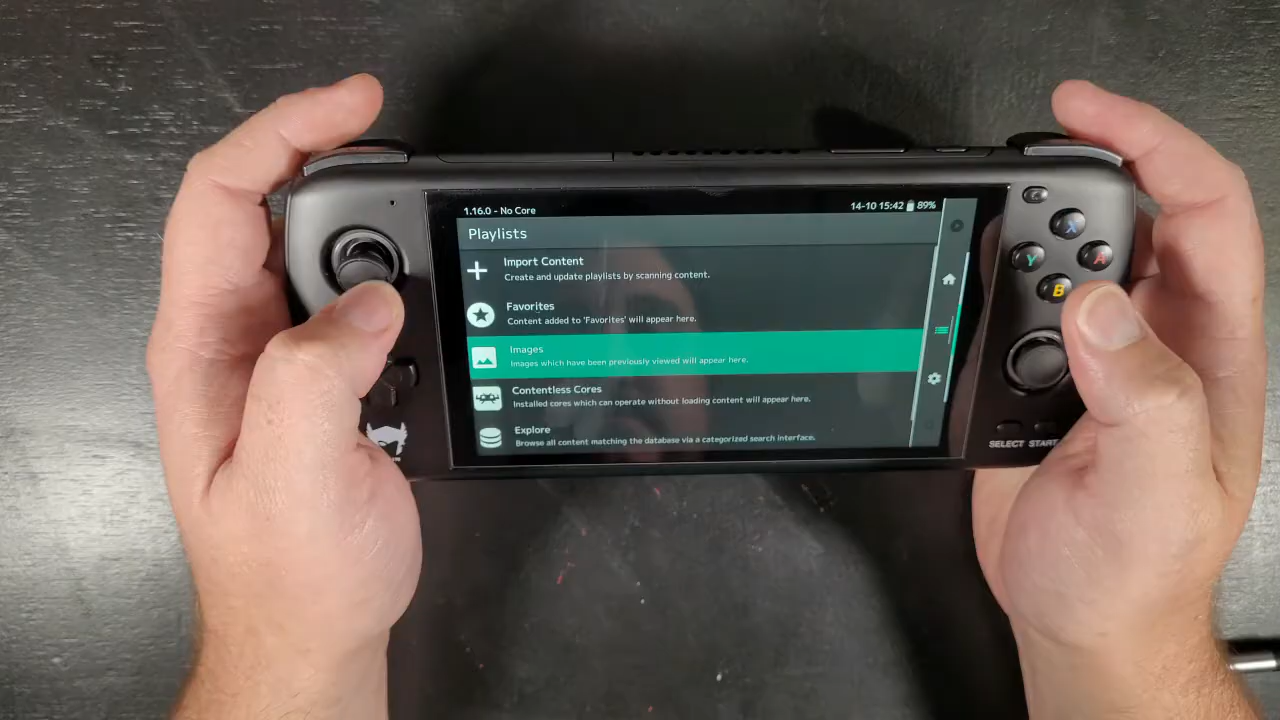 1.16.0 - No Core
14-10 15:42 89%
Playlists
Import Content
Create and update playlists by scanning content.
Favorites
Content added to 'Favorites' will appear here.
Images
Images which have been previously viewed will appear here.
Contentless Cores
Installed cores which can operate without loading content will appear here.
Explore
Browse all content matching the database via a categorized search interface.
X
Y
A
B
SELECT START